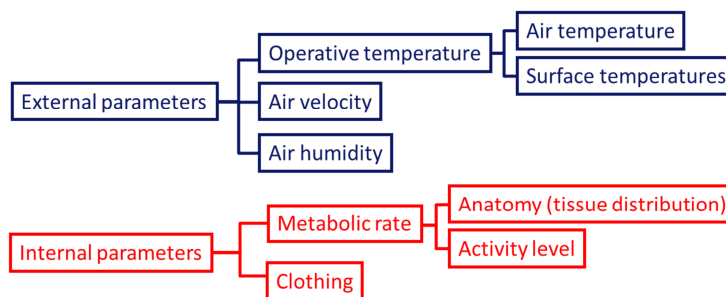 Air temperature
Operative temperature
Surface temperatures
External parameters
Air velocity
Air humidity
Anatomy (tissue distribution)
Metabolic rate
Activity level
Internal parameters
Clothing